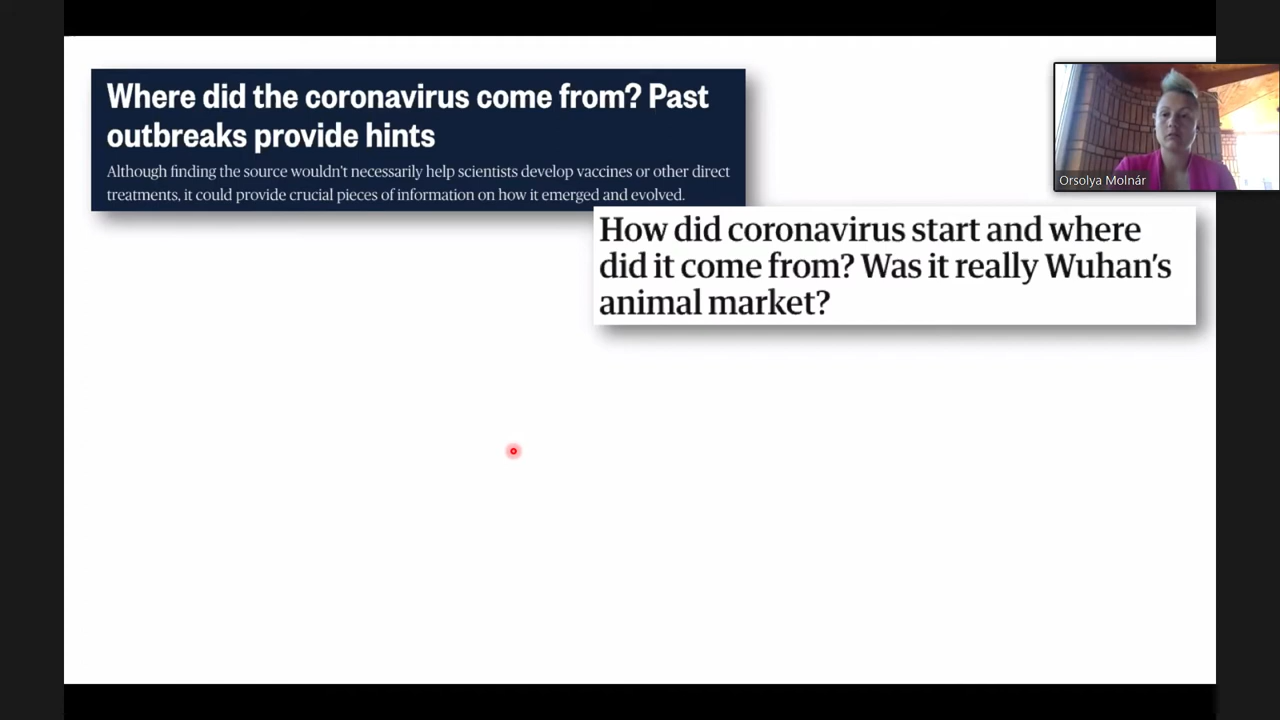 Where did the coronavirus come from? Past
outbreaks provide hints
Although finding the source wouldn't necessarily help scientists develop vaccines or other direct
treatments, it could provide crucial pieces of information on how it emerged and evolved.
Orsolya Molnár
How did coronavirus start and where
did it come from? Was it really Wuhan’s
animal market?